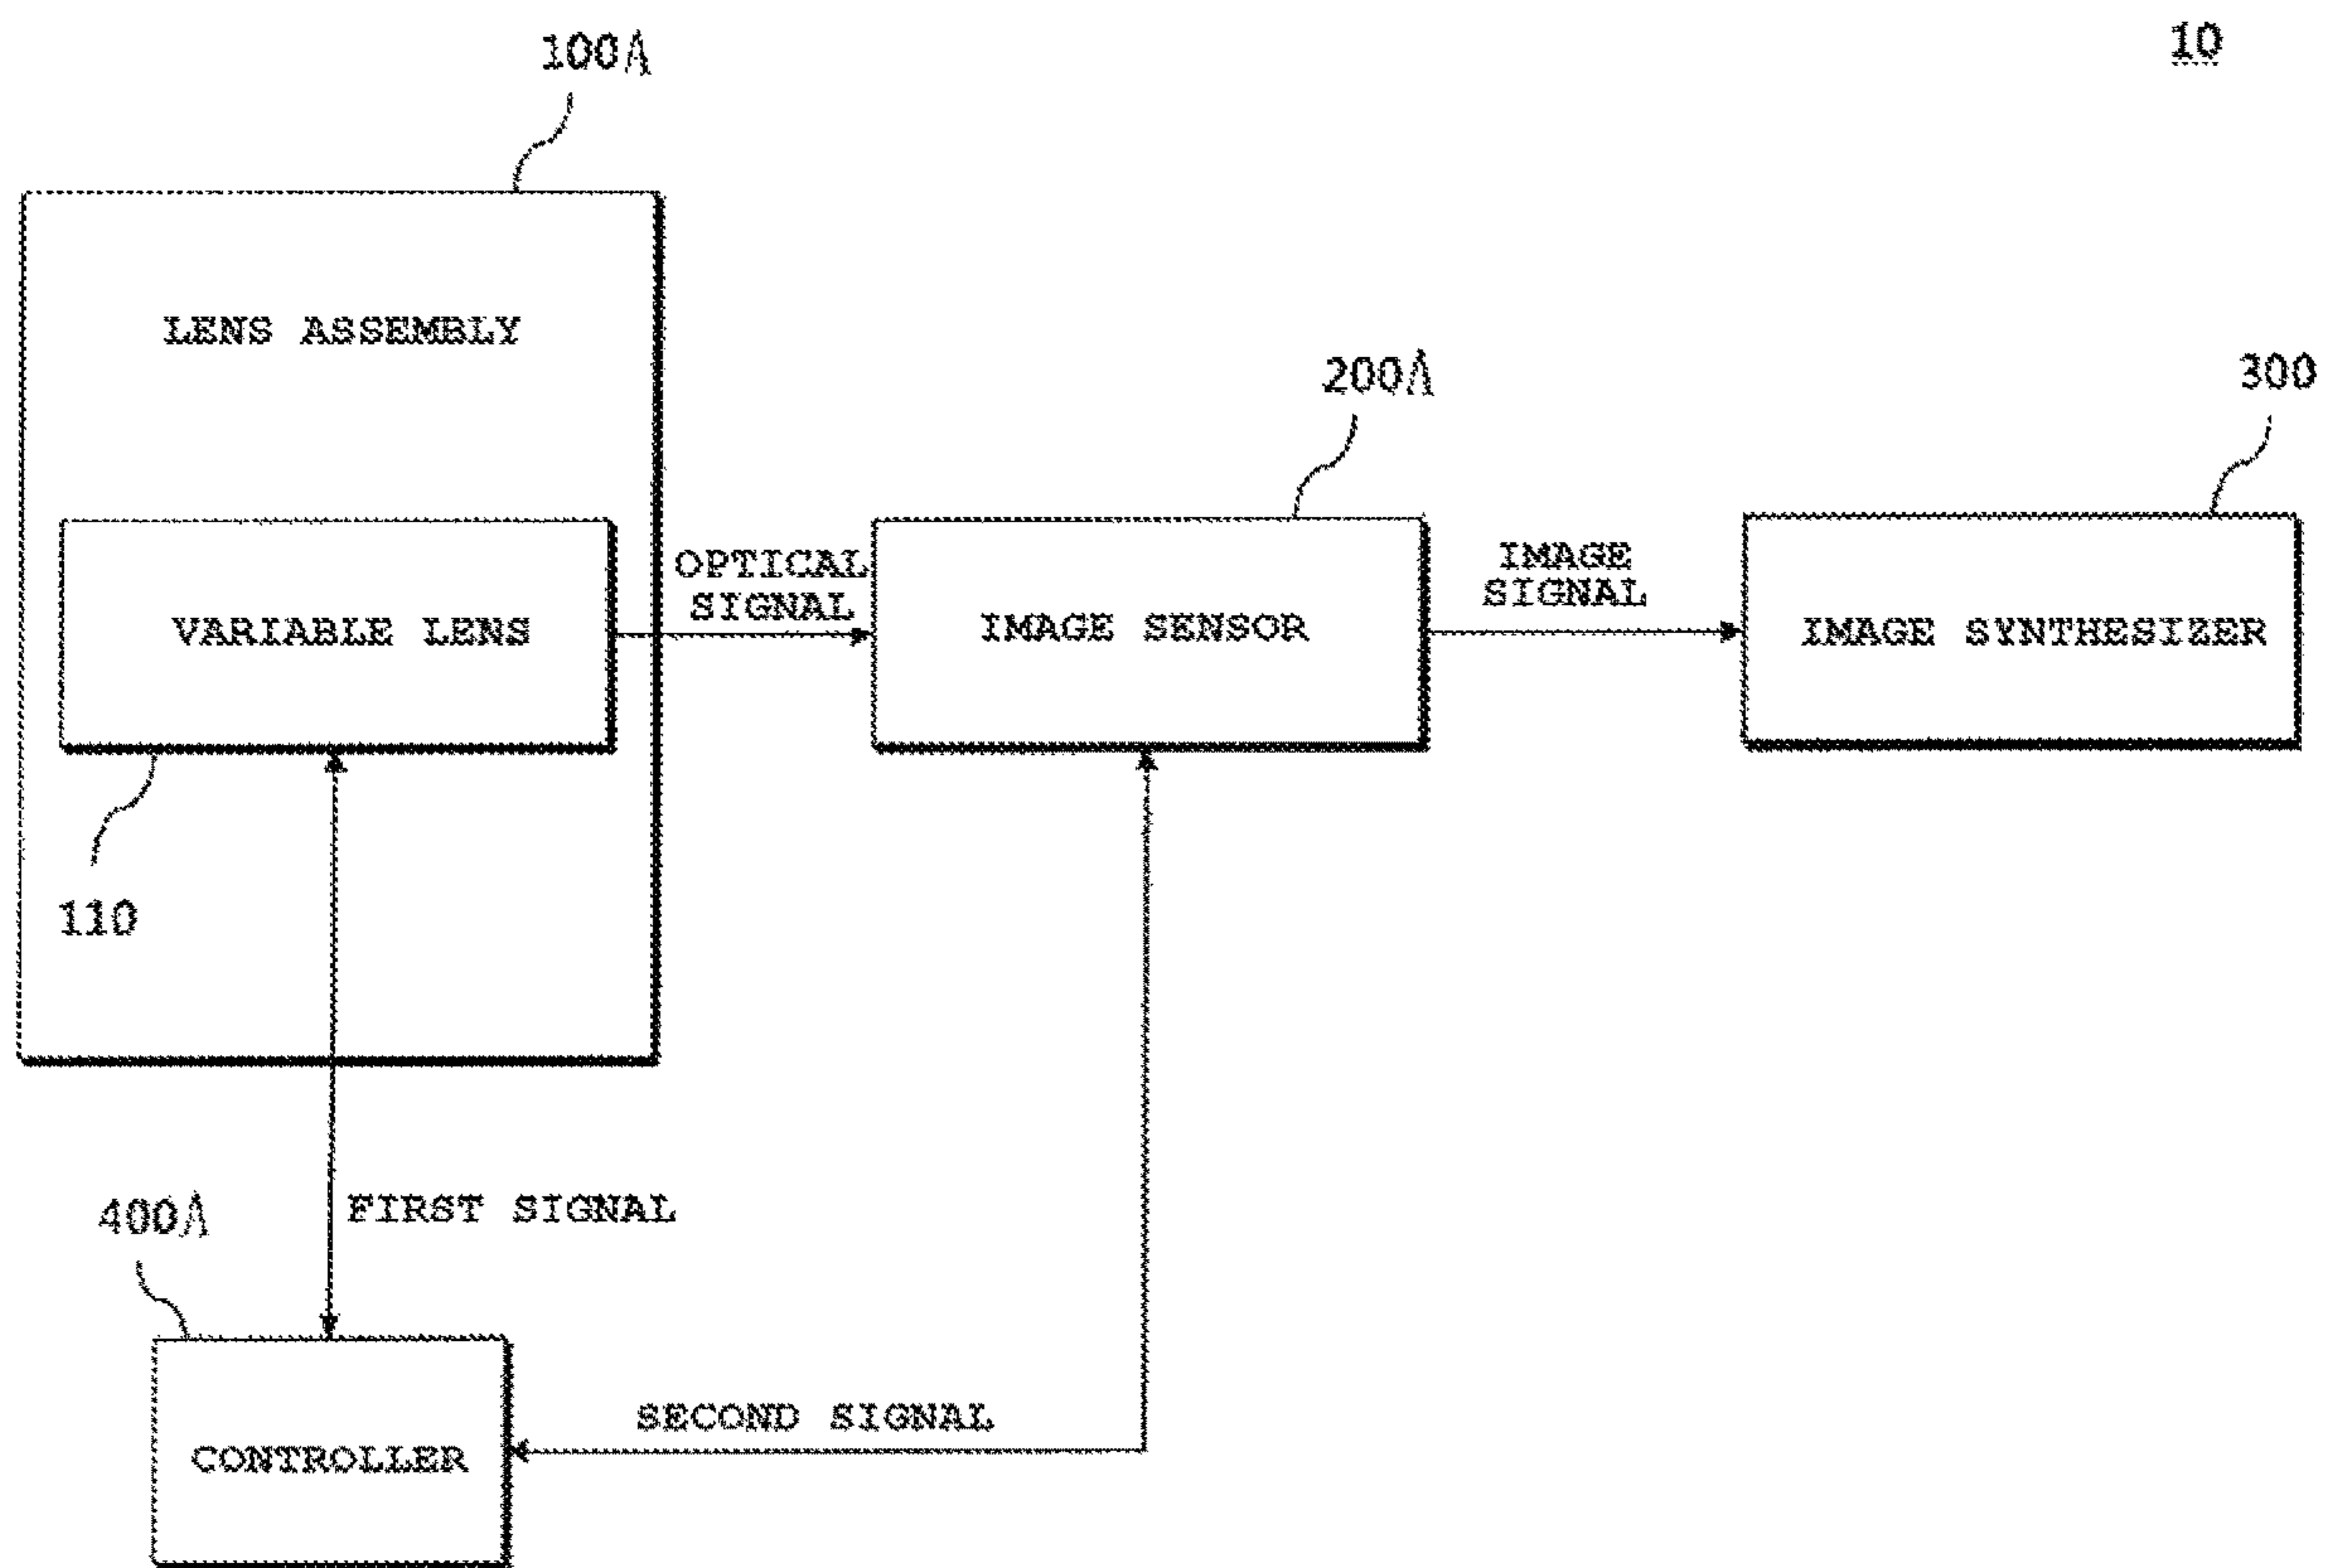 10
100A
LENS ASSEMBLY
200A
300
VARIABLE LENS
OPTICAL
SIGNAL
IMAGE SENSOR
IMAGE
SIGNAL
IMAGE SYNTHESIZER
110
400A
FIRST SIGNAL
SECOND SIGNAL
CONTROLLER